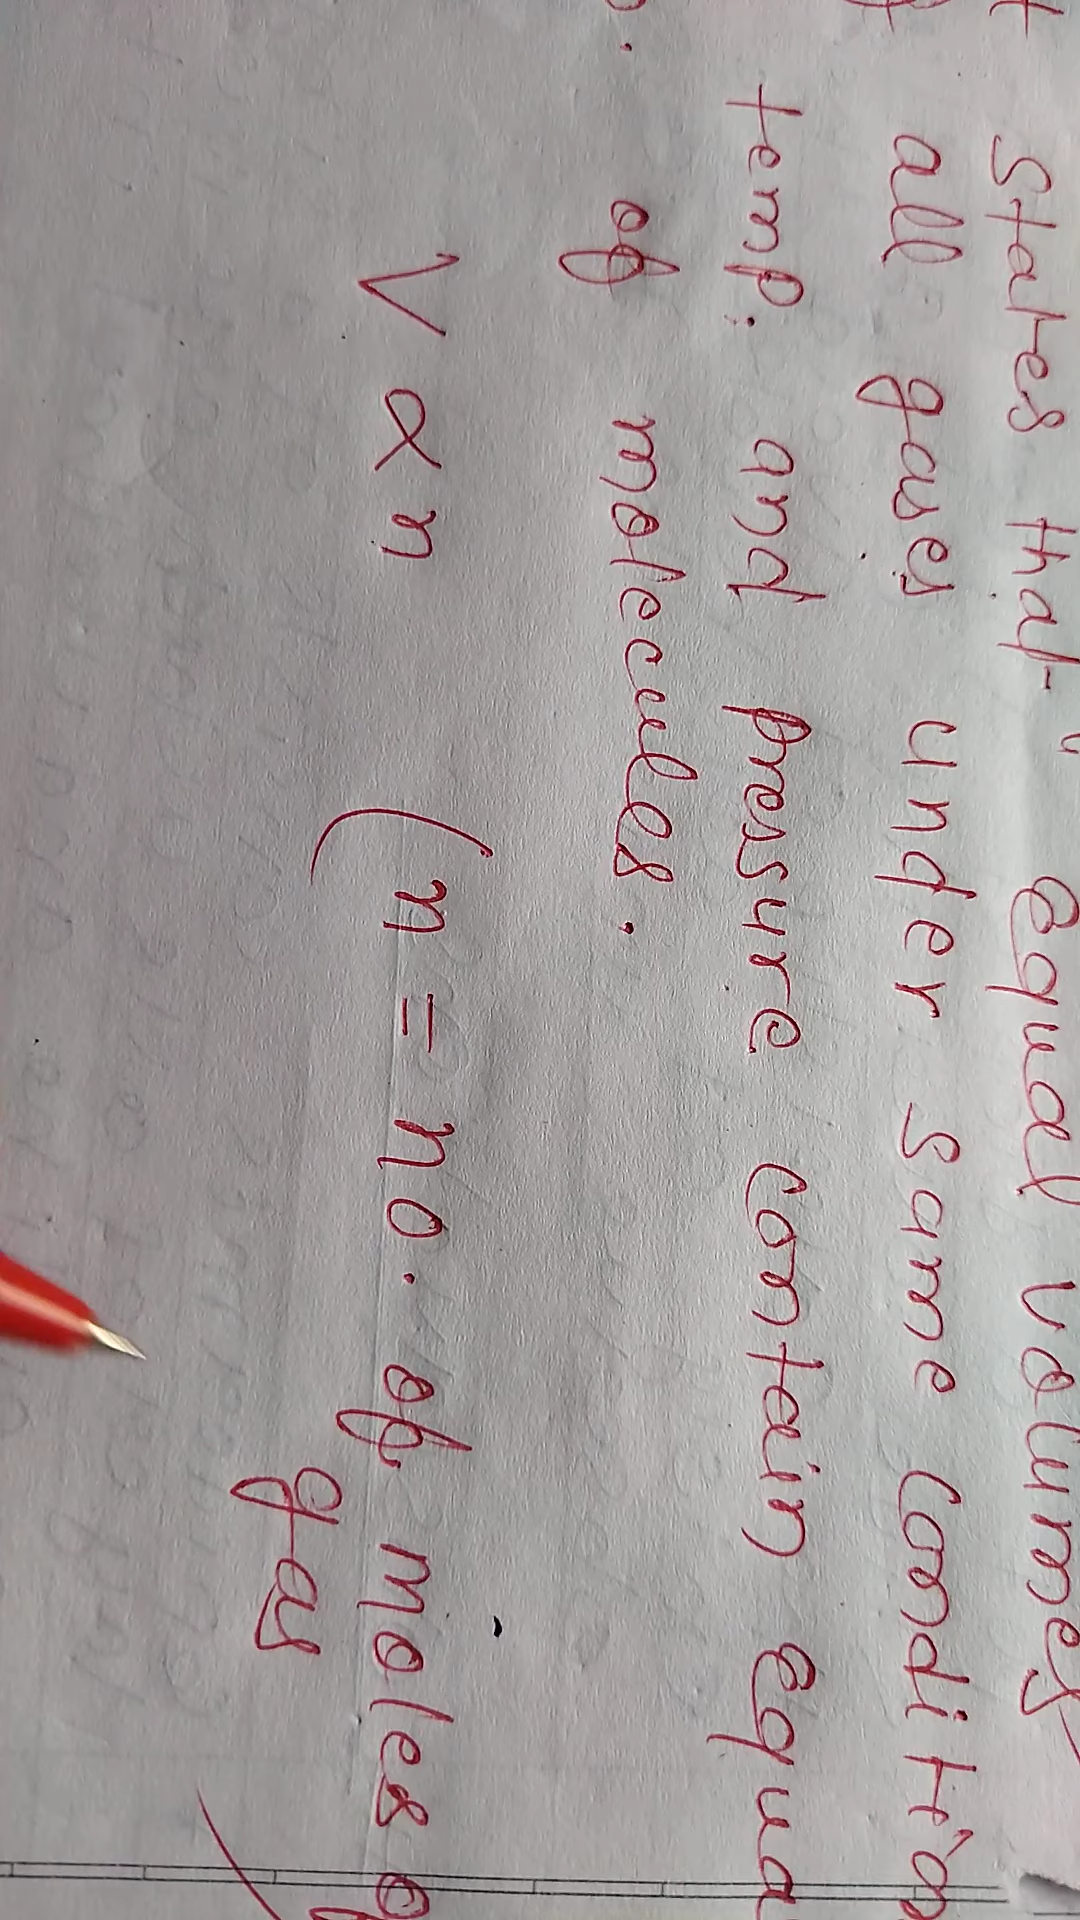 States that " Equal volumes
all gases under same conditio
temp. and pressure contain equa
of molecules.
V ∝ n (n = no. of moles o
gas